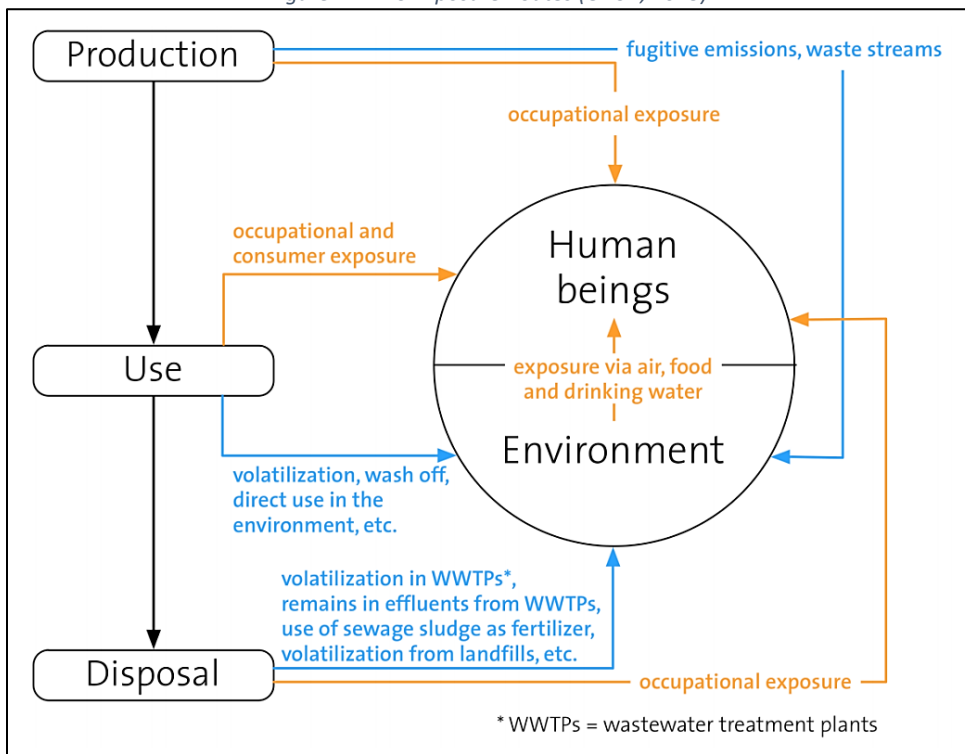 Production
fugitive emissions, waste streams
occupational exposure
occupational and
consumer exposure
Human
beings
Use
exposure via air, food
and drinking water
Environment
volatilization, wash off,
direct use in the
environment, etc.
volatilization in WWTPs*,
remains in effluents from WWTPs,
use of sewage sludge as fertilizer,
volatilization from landfills, etc.
Disposal
occupational exposure
* WWTPs = wastewater treatment plants